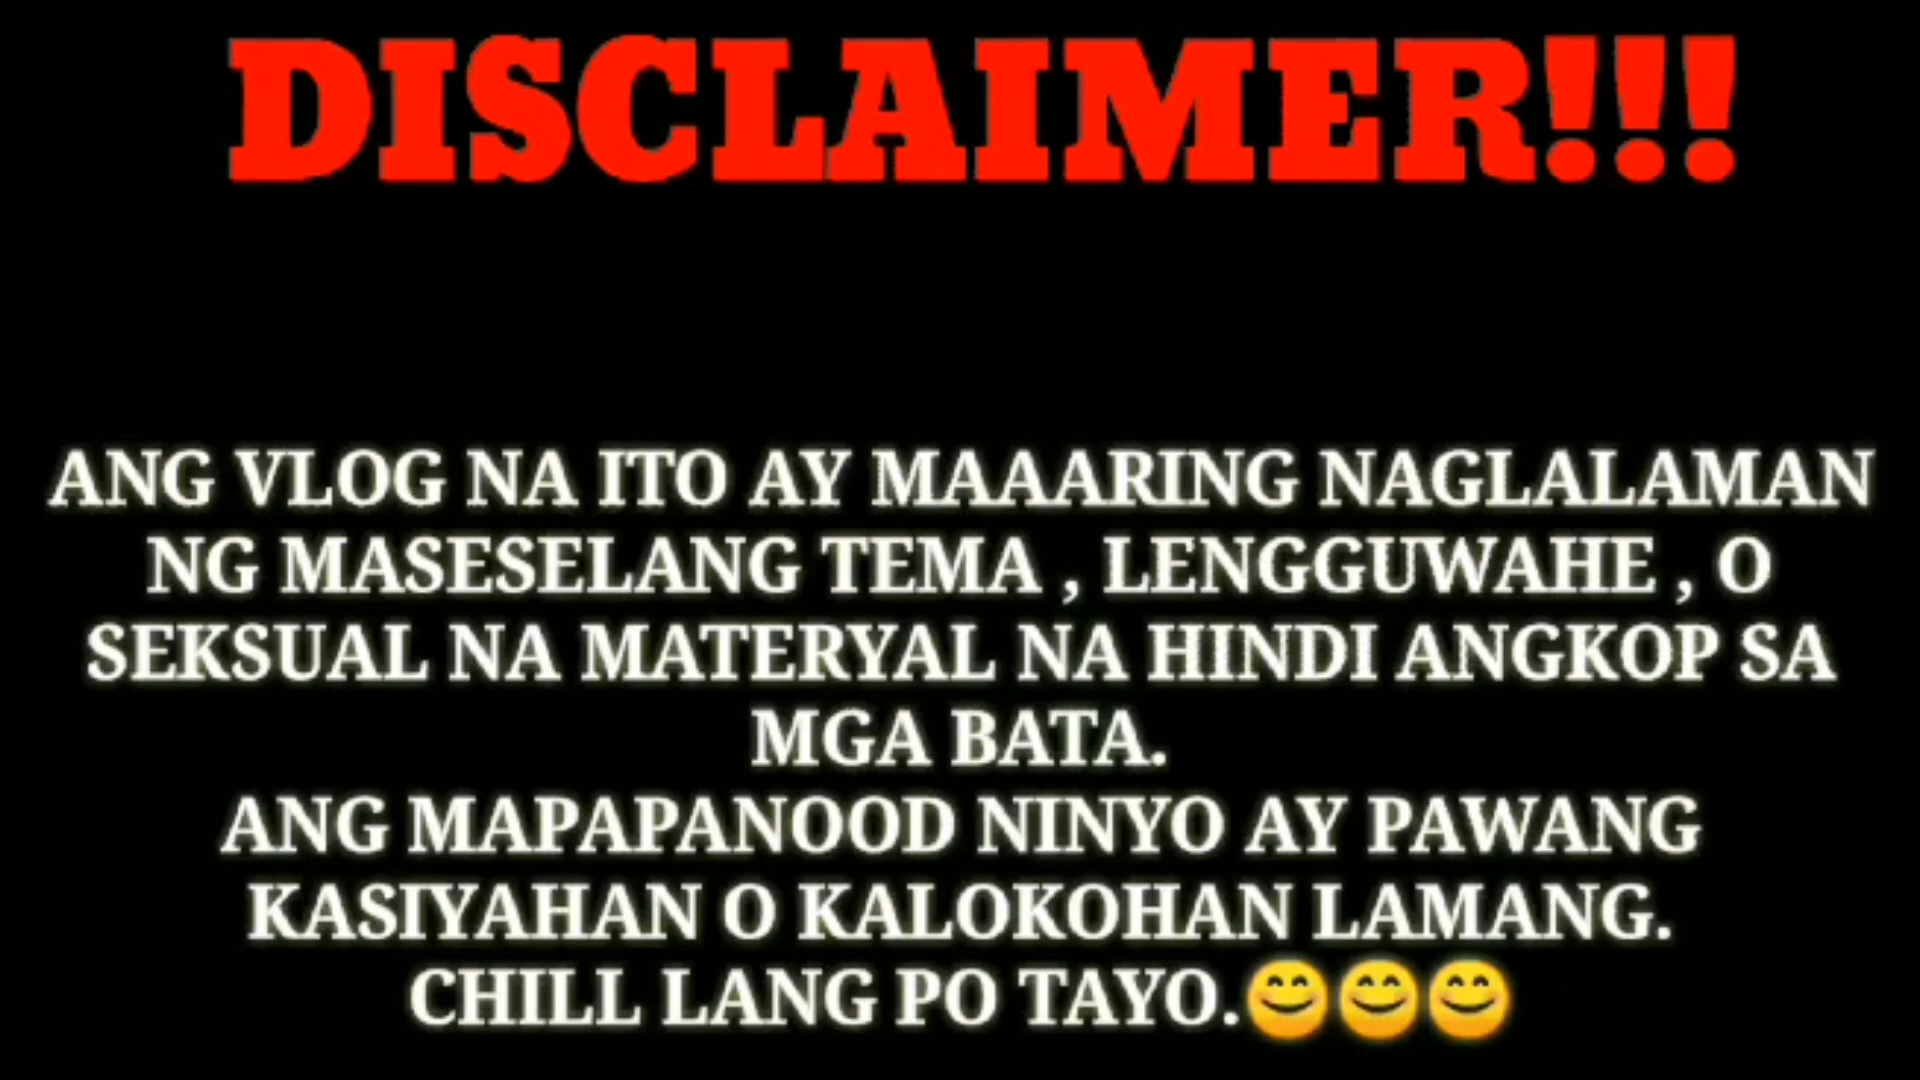 DISCLAIMER!!!
ANG VLOG NA ITO AY MAAARING NAGLALAMAN
NG MASESELANG TEMA , LENGGUWAHE , O
SEKSUAL NA MATERYAL NA HINDI ANGKOP SA
MGA BATA.
ANG MAPAPANOOD NINYO AY PAWANG
KASIYAHAN O KALOKOHAN LAMANG.
CHILL LANG PO TAYO.😊😊😊